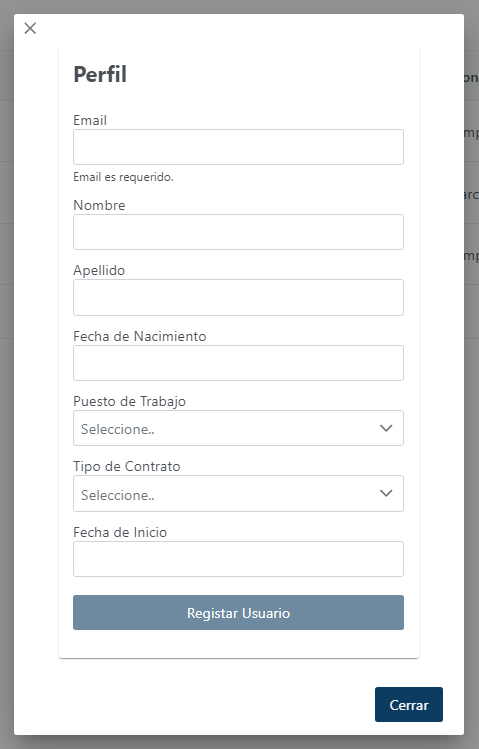 Perfil
Email
Email es requerido.
Nombre
Apellido
Fecha de Nacimiento
Puesto de Trabajo
Seleccione..
Tipo de Contrato
Seleccione..
Fecha de Inicio
Registar Usuario
Cerrar